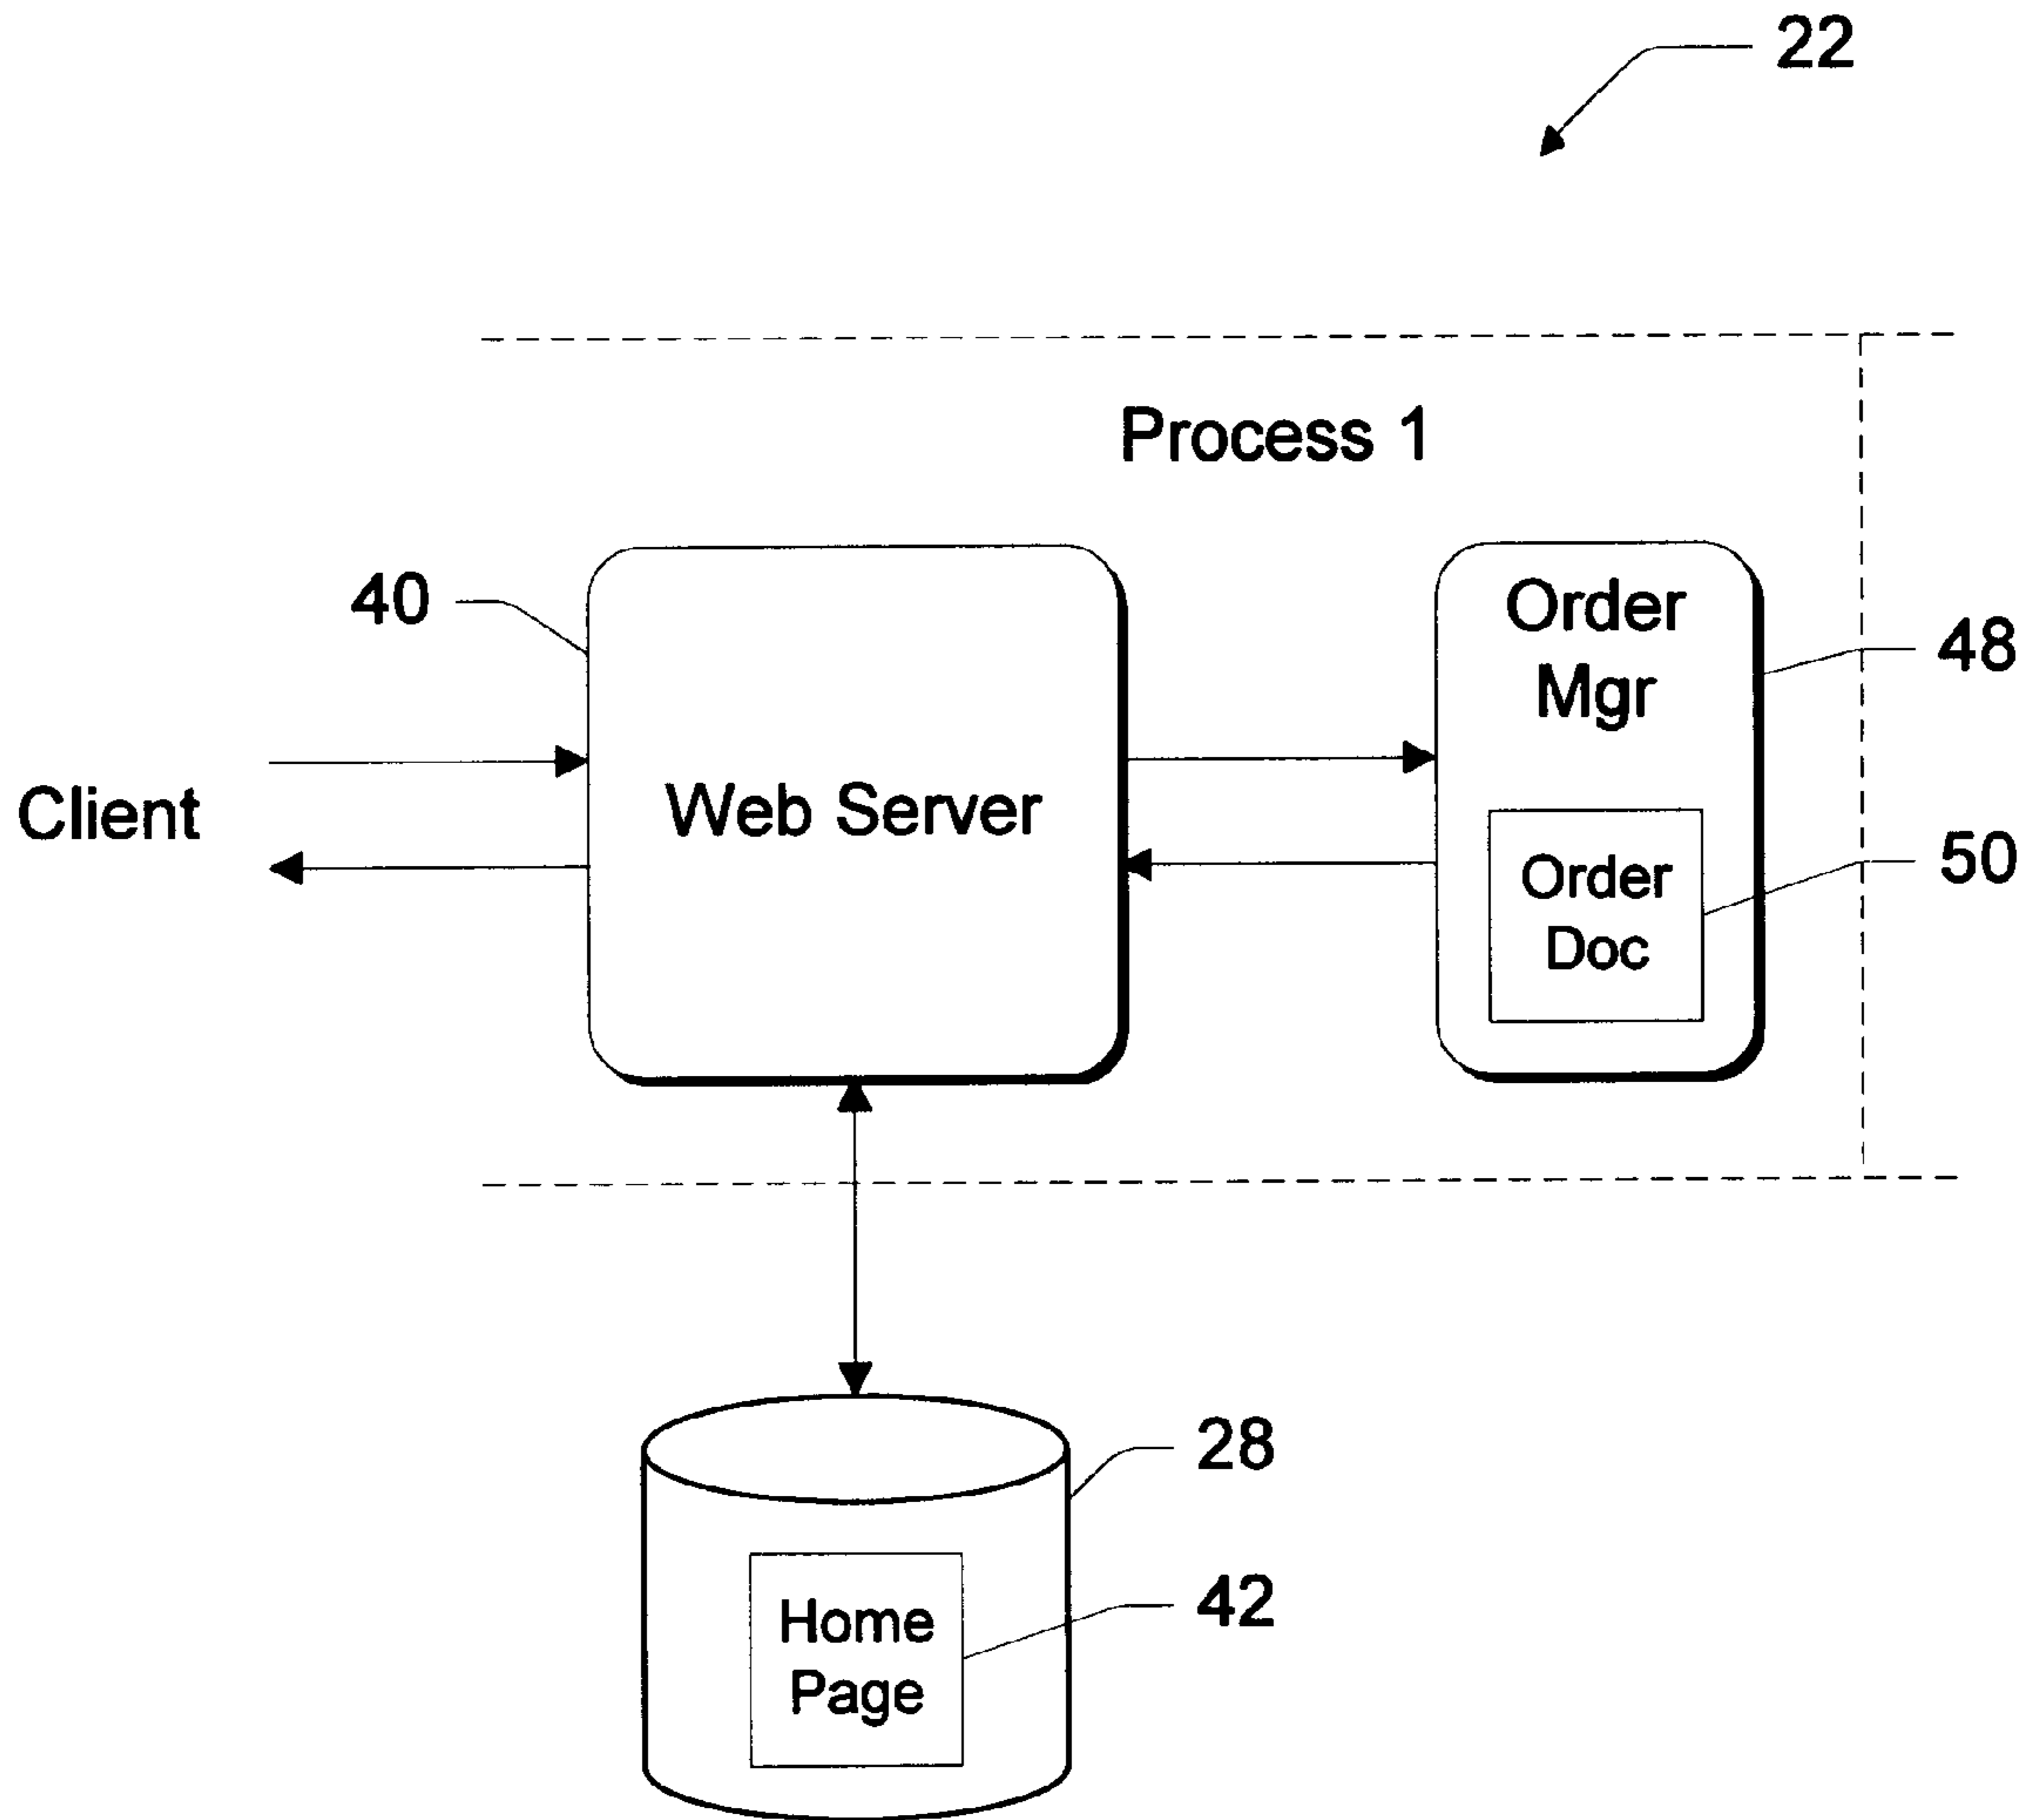 22
Process 1
40
Order
Mgr
48
Client
Web Server
Order
Doc
50
28
Home
Page
42